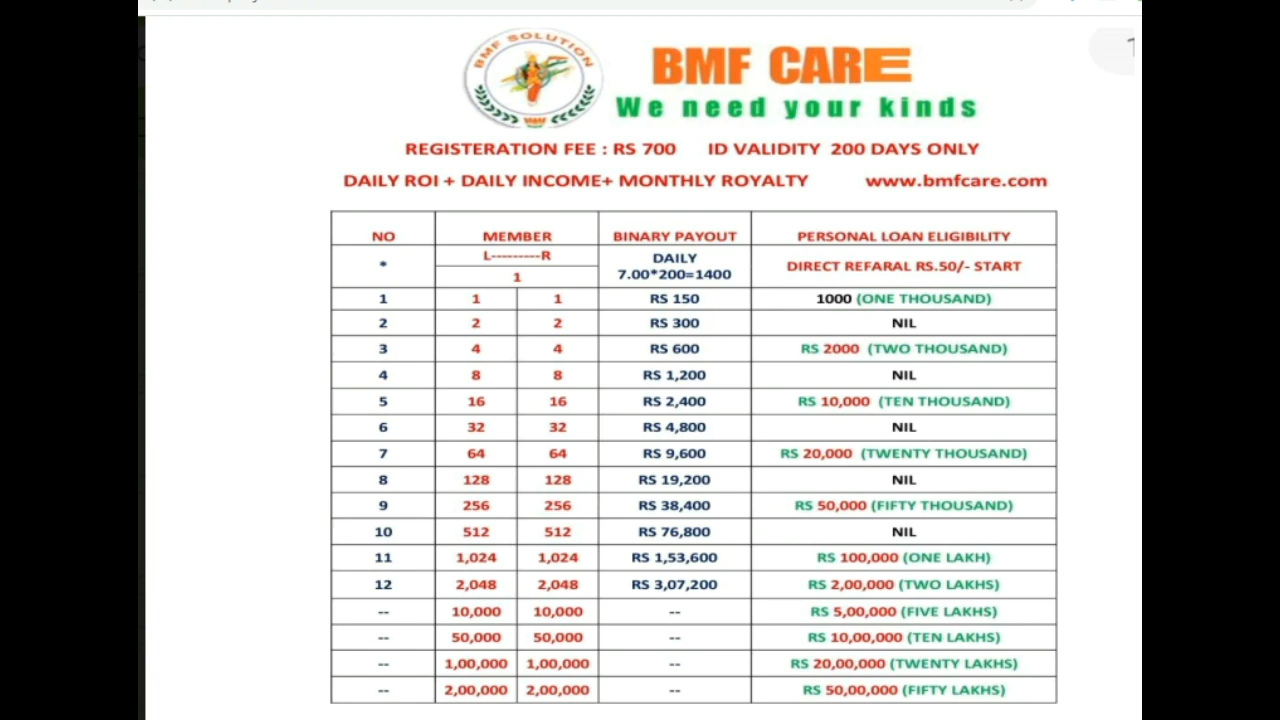 BMF SOLUTION
BMF CARE
We need your kinds
REGISTERATION FEE : RS 700 ID VALIDITY 200 DAYS ONLY
DAILY ROI + DAILY INCOME+ MONTHLY ROYALTY www.bmfcare.com
NO MEMBER BINARY PAYOUT PERSONAL LOAN ELIGIBILITY
* L---------R DAILY DIRECT REFARAL RS.50/- START
1 7.00*200=1400
1 1 1 RS 150 1000 (ONE THOUSAND)
2 2 2 RS 300 NIL
3 4 4 RS 600 RS 2000 (TWO THOUSAND)
4 8 8 RS 1,200 NIL
5 16 16 RS 2,400 RS 10,000 (TEN THOUSAND)
6 32 32 RS 4,800 NIL
7 64 64 RS 9,600 RS 20,000 (TWENTY THOUSAND)
8 128 128 RS 19,200 NIL
9 256 256 RS 38,400 RS 50,000 (FIFTY THOUSAND)
10 512 512 RS 76,800 NIL
11 1,024 1,024 RS 1,53,600 RS 100,000 (ONE LAKH)
12 2,048 2,048 RS 3,07,200 RS 2,00,000 (TWO LAKHS)
-- 10,000 10,000 -- RS 5,00,000 (FIVE LAKHS)
-- 50,000 50,000 -- RS 10,00,000 (TEN LAKHS)
-- 1,00,000 1,00,000 -- RS 20,00,000 (TWENTY LAKHS)
-- 2,00,000 2,00,000 -- RS 50,00,000 (FIFTY LAKHS)